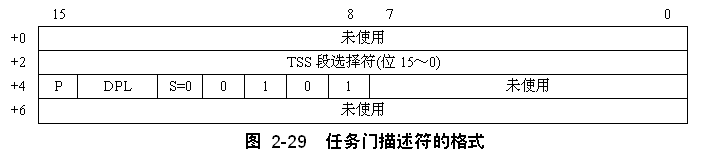 15 8 7 0
+0 未使用
+2 TSS 段选择符(位 15～0)
+4 P DPL S=0 0 1 0 1 未使用
+6 未使用
图 2-29 任务门描述符的格式